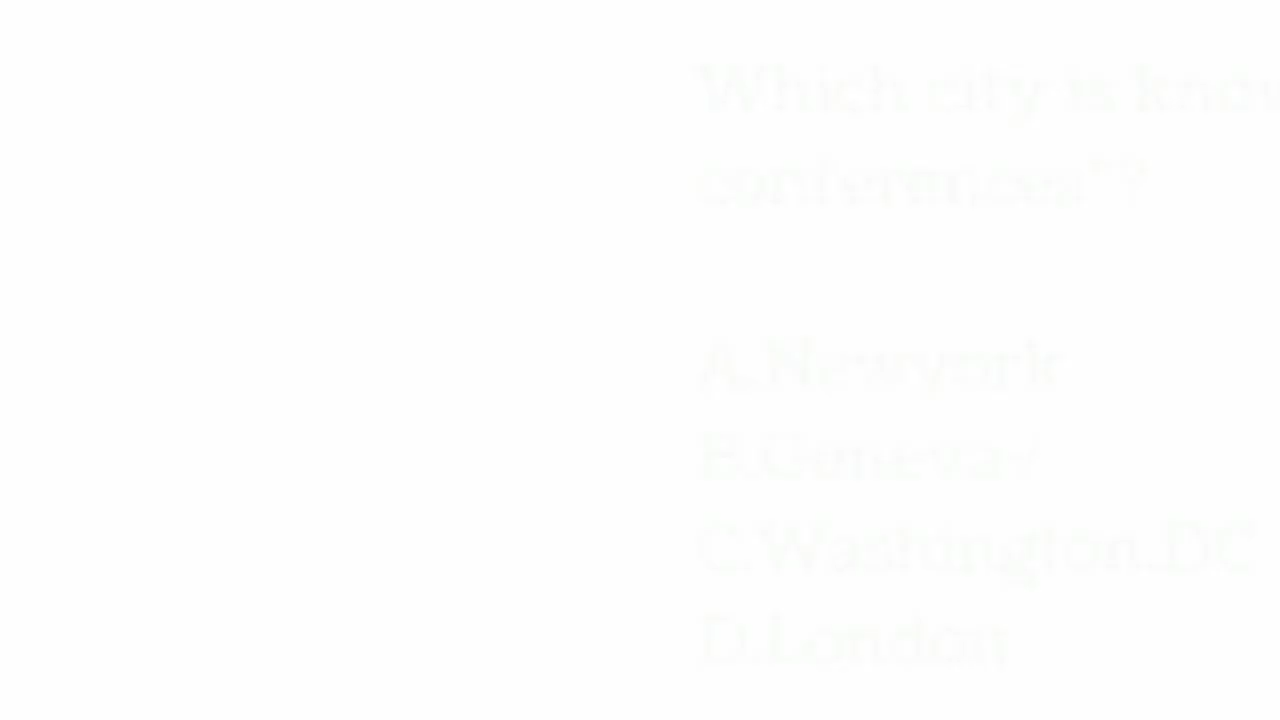 Which city is
conferences"?
A.Newyork
B.Geneva
C.Washington.DC
D.London